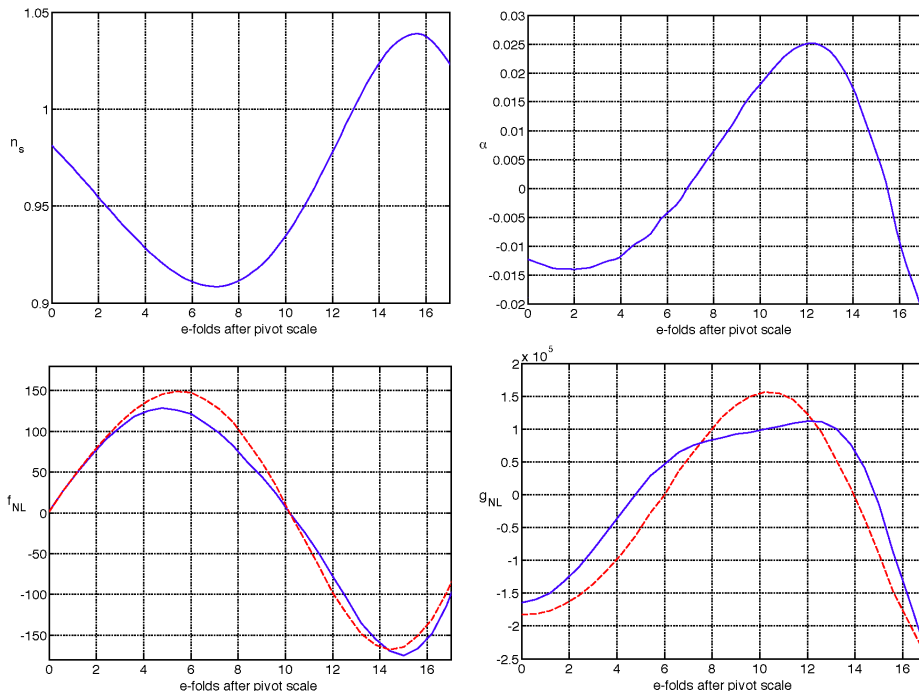 1.05
1
0.95
0.9
n_s
0 2 4 6 8 10 12 14 16
e-folds after pivot scale
0.03
0.025
0.02
0.015
0.01
0.005
0
-0.005
-0.01
-0.015
-0.02
α
0 2 4 6 8 10 12 14 16
e-folds after pivot scale
150
100
50
0
-50
-100
-150
f_NL
0 2 4 6 8 10 12 14 16
e-folds after pivot scale
x 10^5
2
1.5
1
0.5
0
-0.5
-1
-1.5
-2
-2.5
g_NL
0 2 4 6 8 10 12 14 16
e-folds after pivot scale